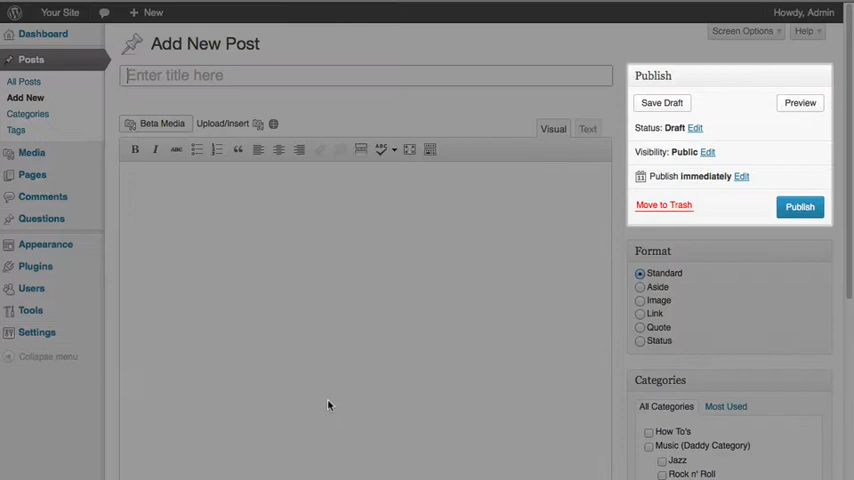 Your Site
+ New
Howdy, Admin
Dashboard
Posts
All Posts
Add New
Categories
Tags
Media
Pages
Comments
Questions
Appearance
Plugins
Users
Tools
Settings
Collapse menu
Screen Options
Help
Add New Post
Enter title here
Beta Media
Upload/Insert
Visual
Text
B
I
ABC
ABC
Publish
Save Draft
Preview
Status: Draft Edit
Visibility: Public Edit
Publish immediately Edit
Move to Trash
Publish
Format
Standard
Aside
Image
Link
Quote
Status
Categories
All Categories
Most Used
How To's
Music (Daddy Category)
Jazz
Rock n' Roll